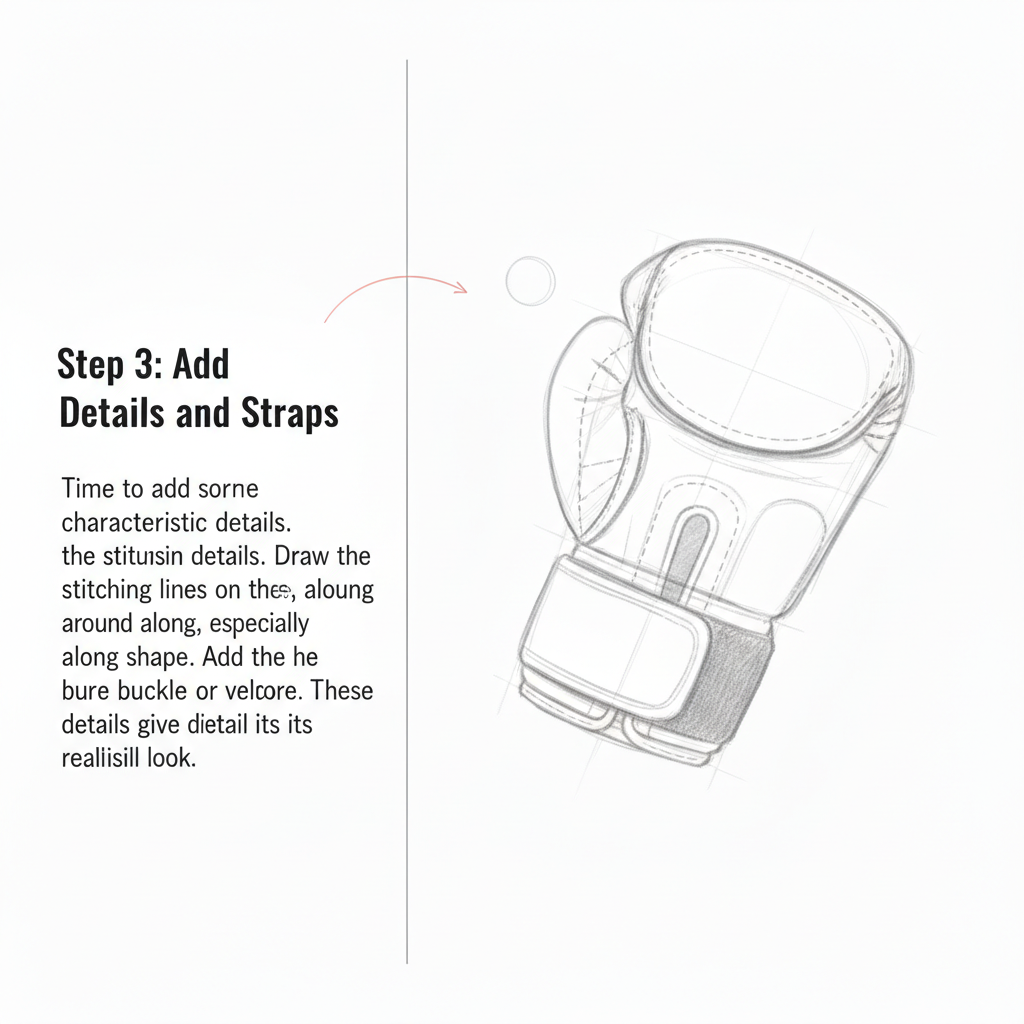 Step 3: Add
Details and Straps
Time to add sorne
characteristic details.
the stitusin details. Draw the
stitching lines on the, aloung
around along, especially
along shape. Add the he
bure buckle or velcore. These
details give dietail its its
reallisill look.